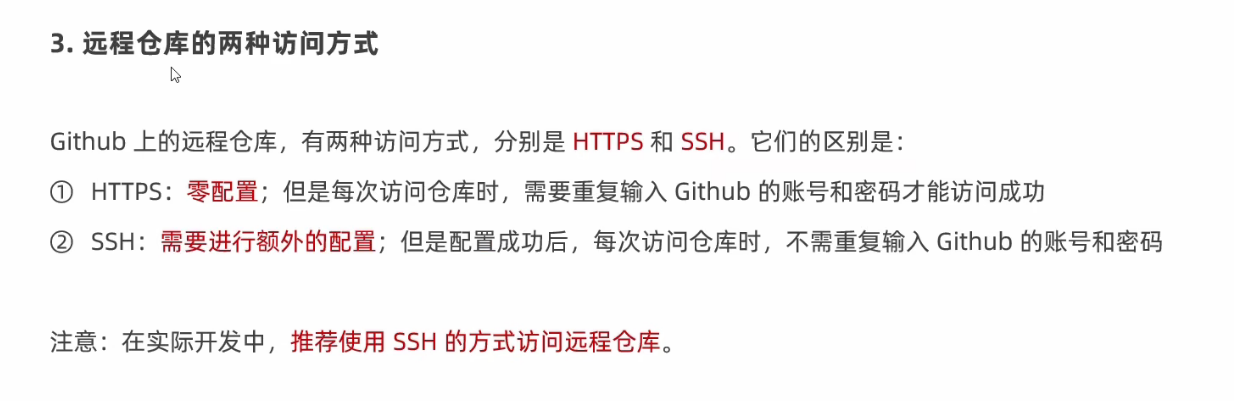 3. 远程仓库的两种访问方式
Github 上的远程仓库，有两种访问方式，分别是 HTTPS 和 SSH。它们的区别是：
① HTTPS：零配置；但是每次访问仓库时，需要重复输入 Github 的账号和密码才能访问成功
② SSH：需要进行额外的配置；但是配置成功后，每次访问仓库时，不需重复输入 Github 的账号和密码
注意：在实际开发中，推荐使用 SSH 的方式访问远程仓库。